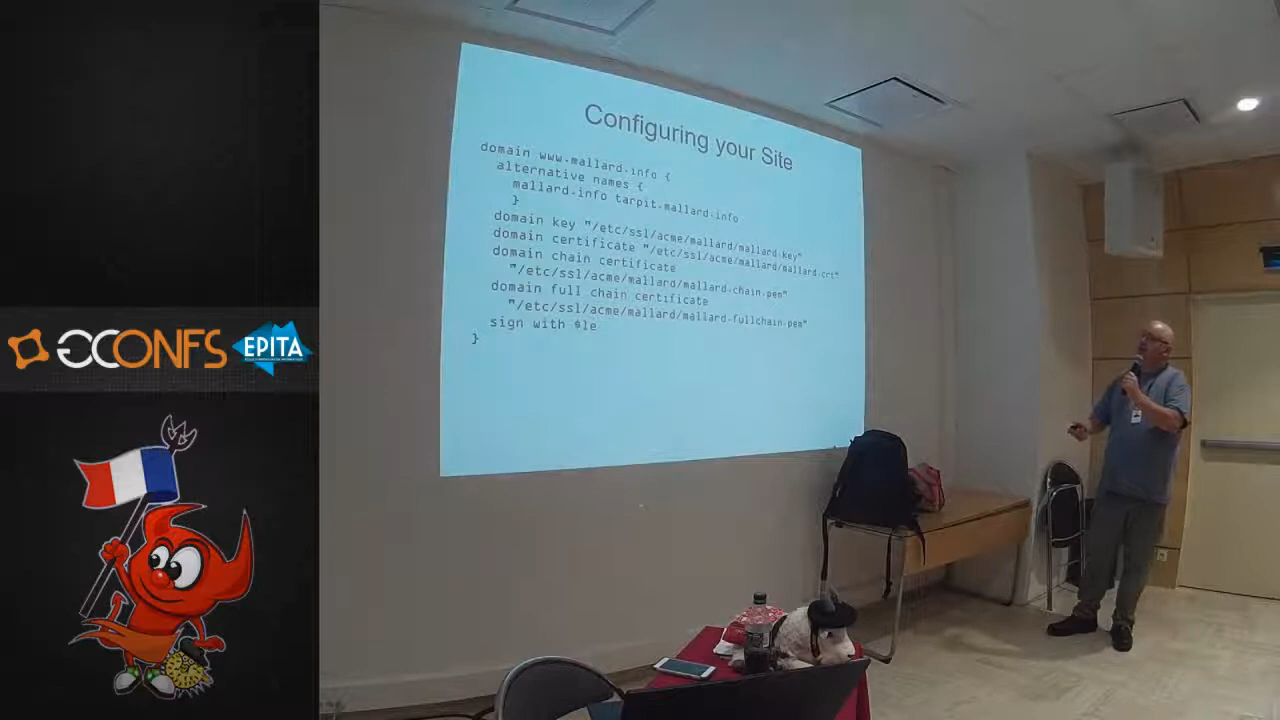 GCONFS
EPITA
Configuring your Site
domain www.mallard.info {
alternative names {
mallard.info tarpit.mallard.info
}
domain key "/etc/ssl/acme/mallard/mallard.key"
domain certificate "/etc/ssl/acme/mallard/mallard.crt"
domain chain certificate
"/etc/ssl/acme/mallard/mallard-chain.pem"
domain full chain certificate
"/etc/ssl/acme/mallard/mallard-fullchain.pem"
sign with $le
}